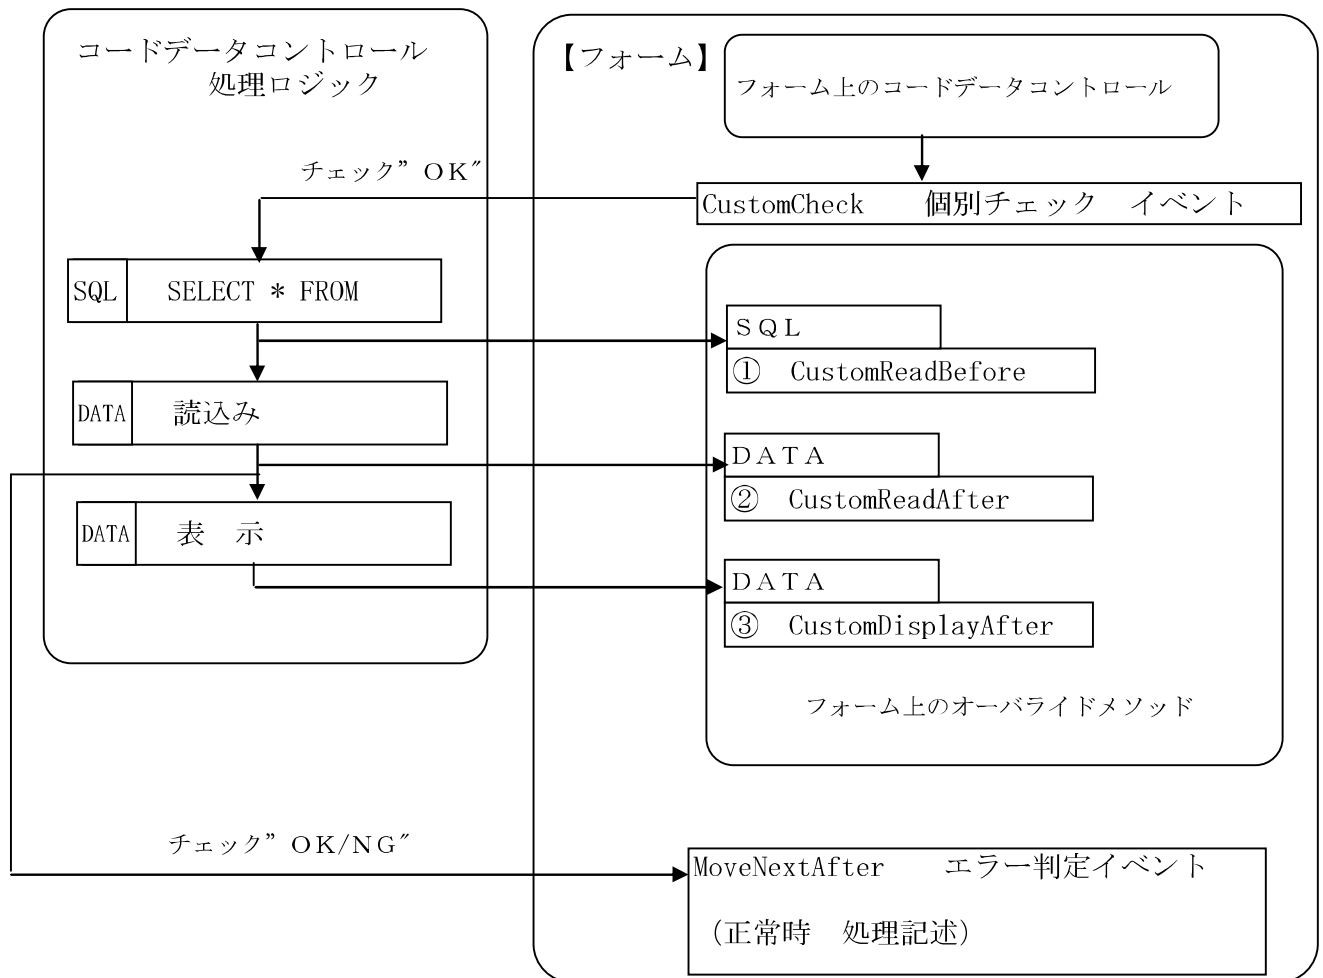 コードデータコントロール
処理ロジック
チェック”ＯＫ″
SQL　SELECT * FROM
DATA　読込み
DATA　表　示
【フォーム】
フォーム上のコードデータコントロール
CustomCheck　　個別チェック　イベント
ＳＱＬ
①　CustomReadBefore
ＤＡＴＡ
②　CustomReadAfter
ＤＡＴＡ
③　CustomDisplayAfter
フォーム上のオーバライドメソッド
チェック”ＯＫ/ＮＧ″
MoveNextAfter　　エラー判定イベント
（正常時　処理記述）